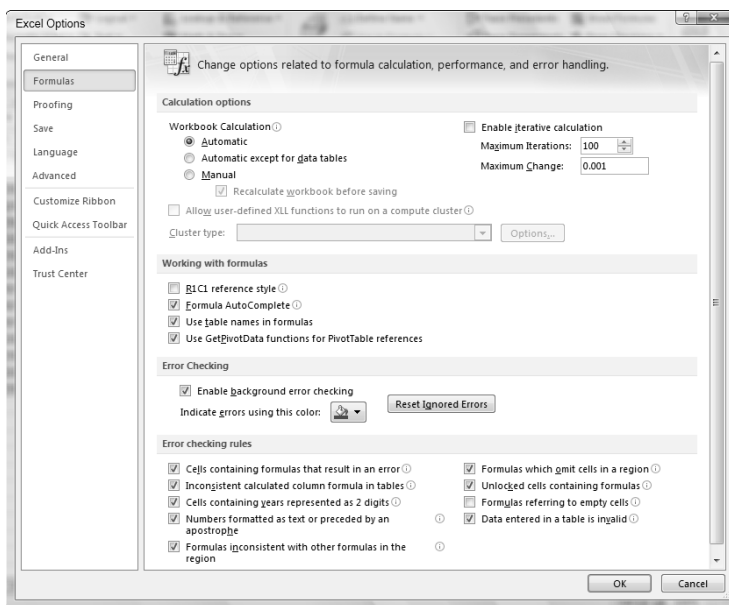 Excel Options
General
Formulas
Proofing
Save
Language
Advanced
Customize Ribbon
Quick Access Toolbar
Add-Ins
Trust Center
Change options related to formula calculation, performance, and error handling.
Calculation options
Workbook Calculation
Automatic
Automatic except for data tables
Manual
Recalculate workbook before saving
Enable iterative calculation
Maximum Iterations: 100
Maximum Change: 0.001
Allow user-defined XLL functions to run on a compute cluster
Cluster type:
Options...
Working with formulas
R1C1 reference style
Formula AutoComplete
Use table names in formulas
Use GetPivotData functions for PivotTable references
Error Checking
Enable background error checking
Indicate errors using this color:
Reset Ignored Errors
Error checking rules
Cells containing formulas that result in an error
Inconsistent calculated column formula in tables
Cells containing years represented as 2 digits
Numbers formatted as text or preceded by an
apostrophe
Formulas inconsistent with other formulas in the
region
Formulas which omit cells in a region
Unlocked cells containing formulas
Formulas referring to empty cells
Data entered in a table is invalid
OK
Cancel